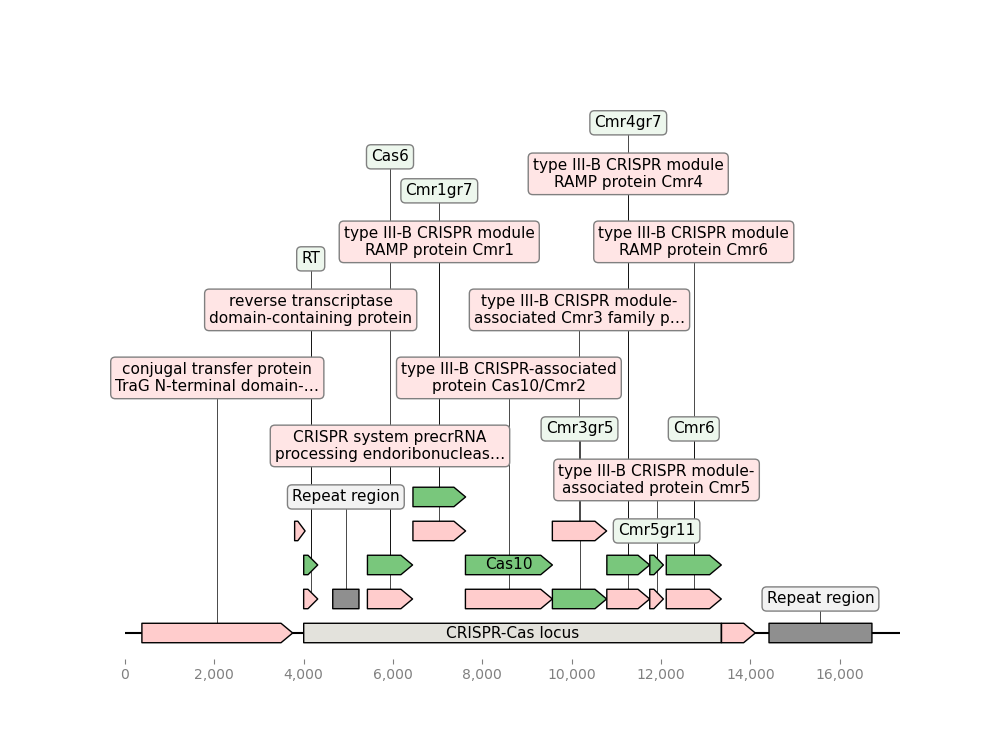 Cmr4gr7
Cas6
type III-B CRISPR module
RAMP protein Cmr4
Cmr1gr7
type III-B CRISPR module
RAMP protein Cmr1
type III-B CRISPR module
RAMP protein Cmr6
RT
reverse transcriptase
domain-containing protein
type III-B CRISPR module-
associated Cmr3 family p…
conjugal transfer protein
TraG N-terminal domain-…
type III-B CRISPR-associated
protein Cas10/Cmr2
Cmr3gr5
Cmr6
CRISPR system precrRNA
processing endoribonucleas…
type III-B CRISPR module-
associated protein Cmr5
Repeat region
Cmr5gr11
Cas10
Repeat region
CRISPR-Cas locus
0 2,000 4,000 6,000 8,000 10,000 12,000 14,000 16,000